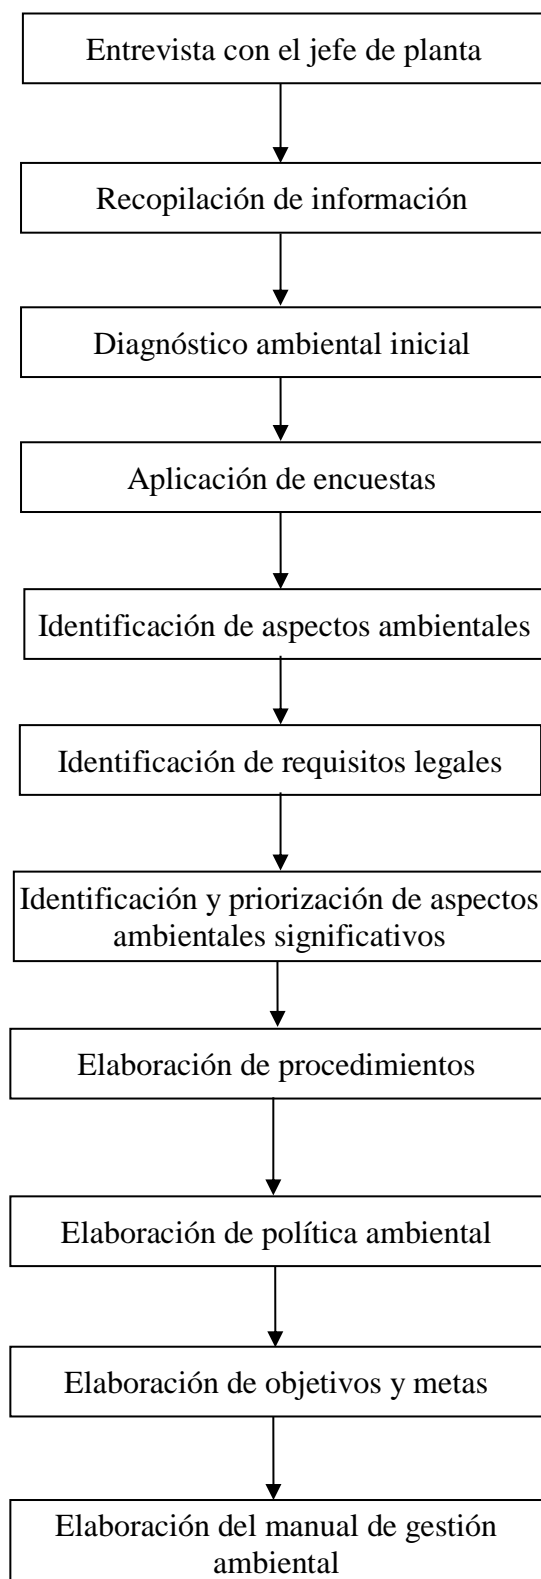 Entrevista con el jefe de planta
Recopilación de información
Diagnóstico ambiental inicial
Aplicación de encuestas
Identificación de aspectos ambientales
Identificación de requisitos legales
Identificación y priorización de aspectos
ambientales significativos
Elaboración de procedimientos
Elaboración de política ambiental
Elaboración de objetivos y metas
Elaboración del manual de gestión
ambiental